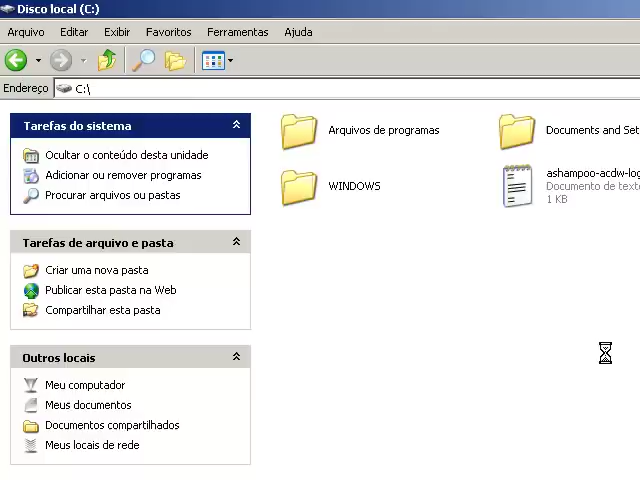 Disco local (C:)
Arquivo Editar Exibir Favoritos Ferramentas Ajuda
Endereço C:\
Tarefas do sistema
Ocultar o conteúdo desta unidade
Adicionar ou remover programas
Procurar arquivos ou pastas
Tarefas de arquivo e pasta
Criar uma nova pasta
Publicar esta pasta na Web
Compartilhar esta pasta
Outros locais
Meu computador
Meus documentos
Documentos compartilhados
Meus locais de rede
Arquivos de programas
Documents and Set
WINDOWS
ashampoo-acdw-log
Documento de texto
1 KB